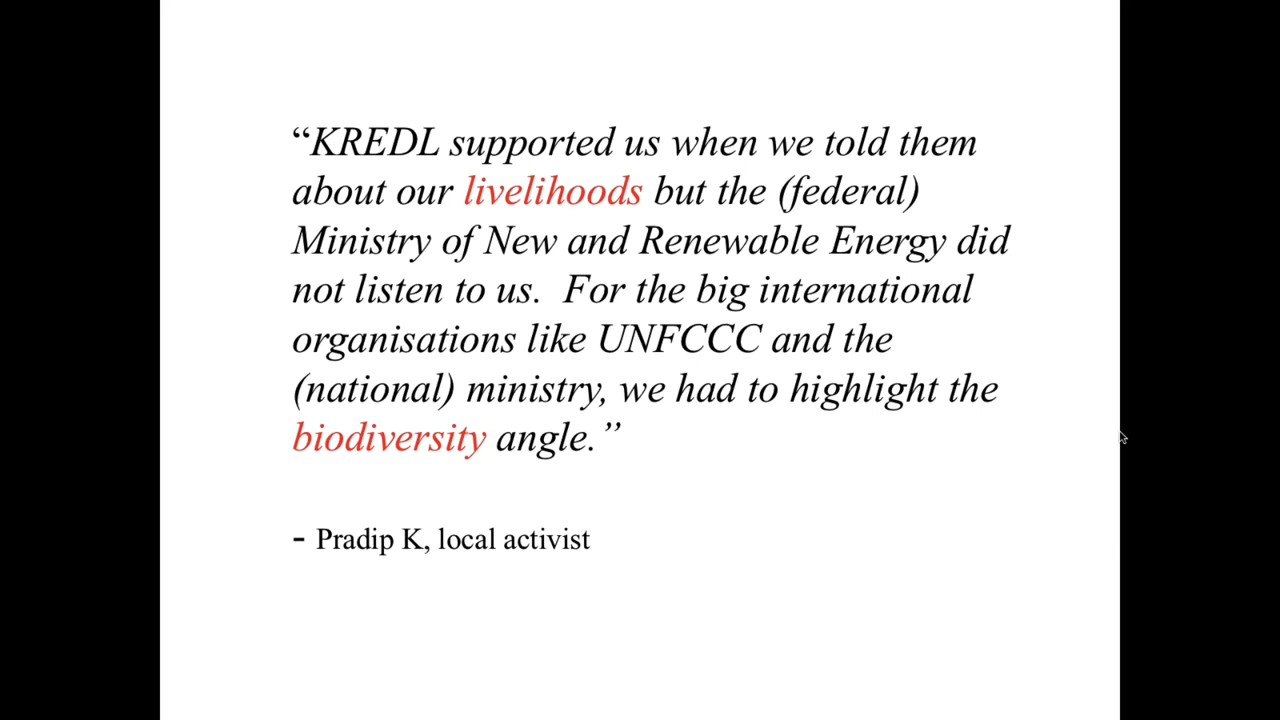 “KREDL supported us when we told them
about our livelihoods but the (federal)
Ministry of New and Renewable Energy did
not listen to us.  For the big international
organisations like UNFCCC and the
(national) ministry, we had to highlight the
biodiversity angle.”
- Pradip K, local activist